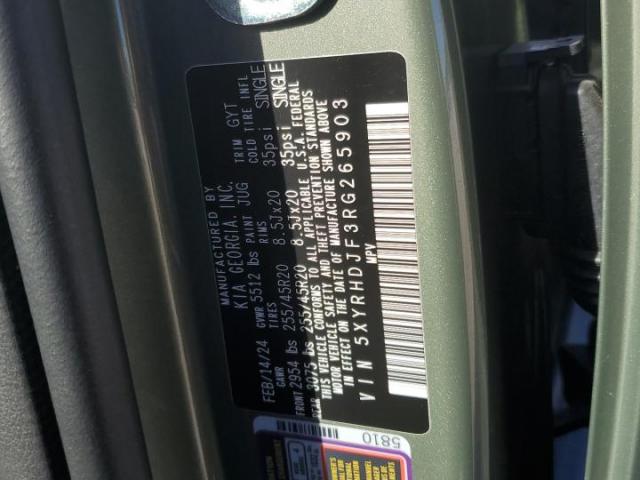 MANUFACTURED BY
KIA GEORGIA, INC.
FEB/14/24 GVWR 5512 lbs PAINT JUG TRIM GYT
GAWR TIRE RIMS COLD TIRE INFL
FRONT 2954 lbs 255/45R20 8.5Jx20 35psi SINGLE
REAR 3075 lbs 255/45R20 8.5Jx20 35psi SINGLE
THIS VEHICLE CONFORMS TO ALL APPLICABLE U.S.A. FEDERAL
MOTOR VEHICLE SAFETY AND THEFT PREVENTION STANDARDS
IN EFFECT ON THE DATE OF MANUFACTURE SHOWN ABOVE
VIN 5XYRHDJF3RG265903
MPV
5810